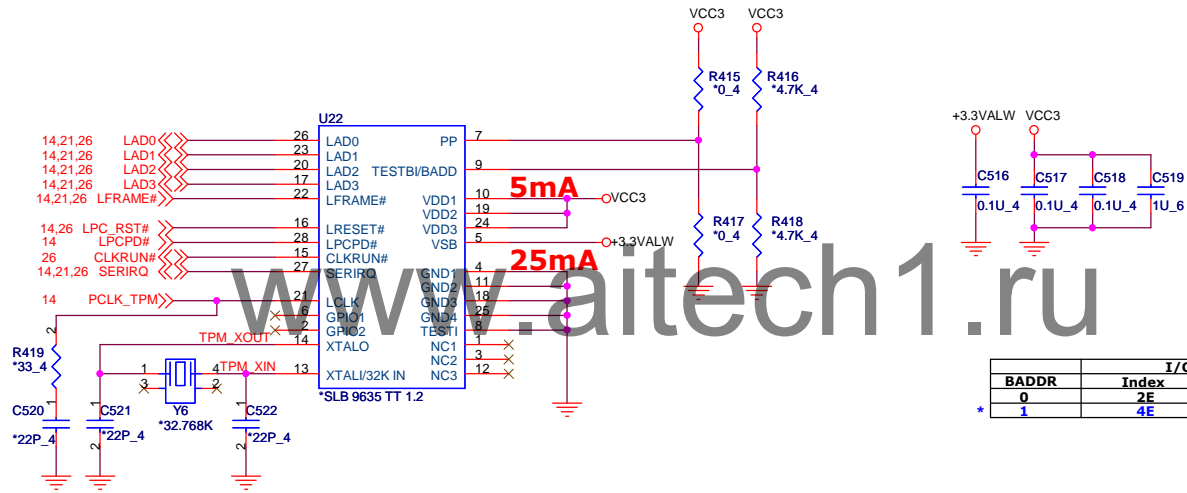 VCC3 VCC3
R415
*0_4
R416
*4.7K_4
U22
14,21,26 LAD0 26 LAD0 PP 7
14,21,26 LAD1 23 LAD1
14,21,26 LAD2 20 LAD2 TESTBI/BADD 9
14,21,26 LAD3 17 LAD3
14,21,26 LFRAME# 22 LFRAME# VDD1 10 5mA VCC3
VDD2 19
14,26 LPC_RST# 16 LRESET# VDD3 24
14 LPCPD# 28 LPCPD# VSB 5 +3.3VALW
26 CLKRUN# 15 CLKRUN#
14,21,26 SERIRQ 27 SERIRQ GND1 4 25mA
GND2 11
14 PCLK_TPM 21 LCLK GND3 18
6 GPIO1 GND4 25
2 GPIO2 TESTI 8
TPM_XOUT 14 XTALO NC1 1
NC2 3
TPM_XIN 13 XTALI/32K IN NC3 12
*SLB 9635 TT 1.2
R417
*0_4
R418
*4.7K_4
+3.3VALW VCC3
C516
0.1U_4
C517
0.1U_4
C518
0.1U_4
C519
1U_6
www.aitech1.ru
2
R419
*33_4
1
C520
*22P_4
2
1
C521
*22P_4
2
1 4
3 2
Y6
*32.768K
1
C522
*22P_4
2
I/O
BADDR Index
0 2E
* 1 4E